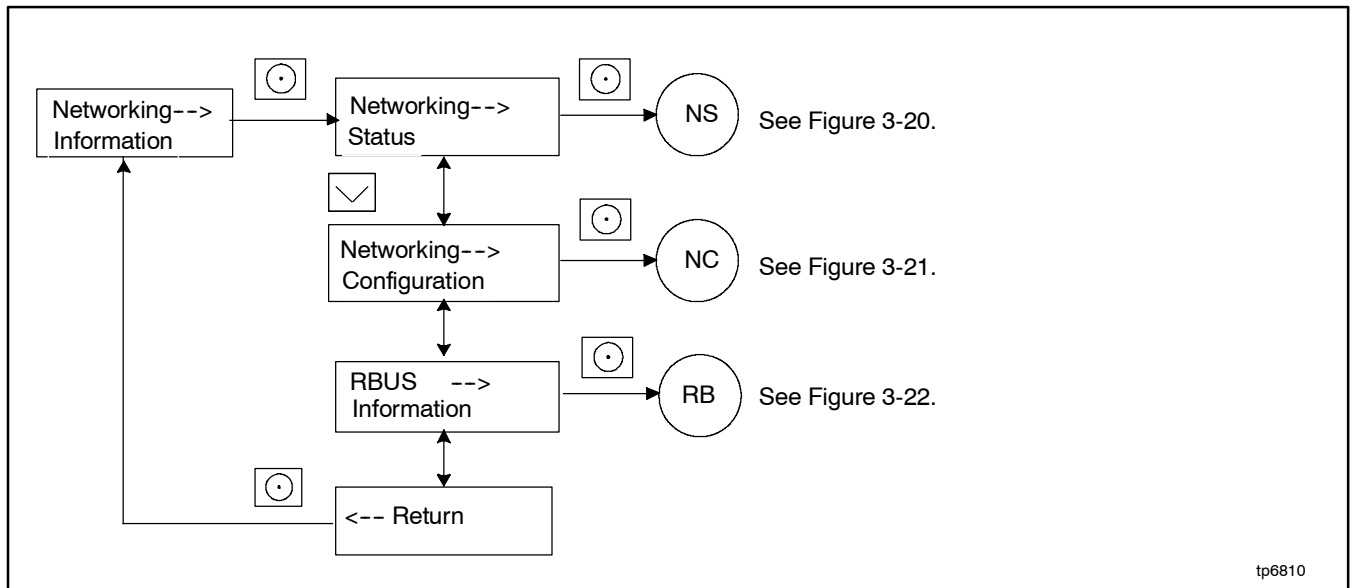 Networking-->
Information
Networking-->
Status
NS
See Figure 3-20.
Networking-->
Configuration
NC
See Figure 3-21.
RBUS -->
Information
RB
See Figure 3-22.
<-- Return
tp6810